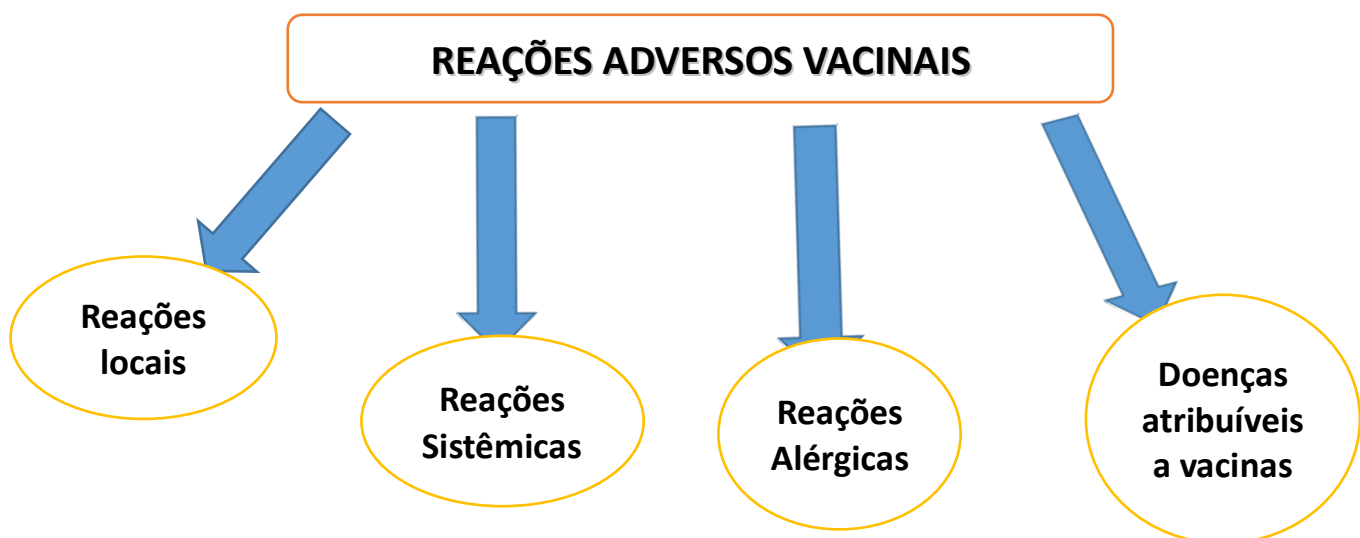 REAÇÕES ADVERSOS VACINAIS
Reações
locais
Reações
Sistêmicas
Reações
Alérgicas
Doenças
atribuíveis
a vacinas